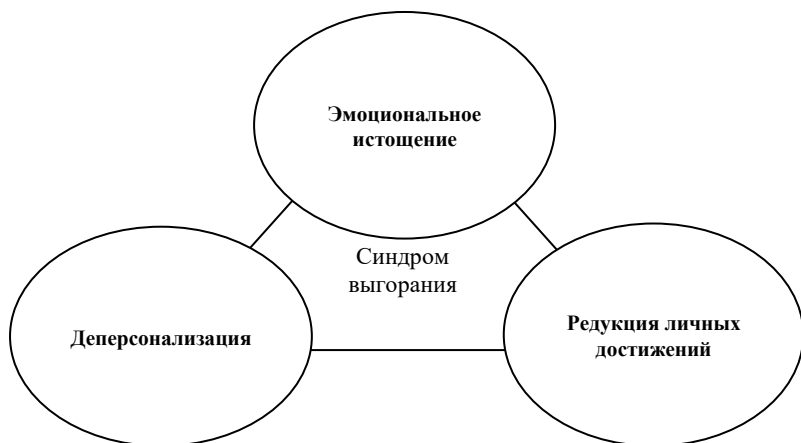 Эмоциональное
истощение
Синдром
выгорания
Деперсонализация
Редукция личных
достижений